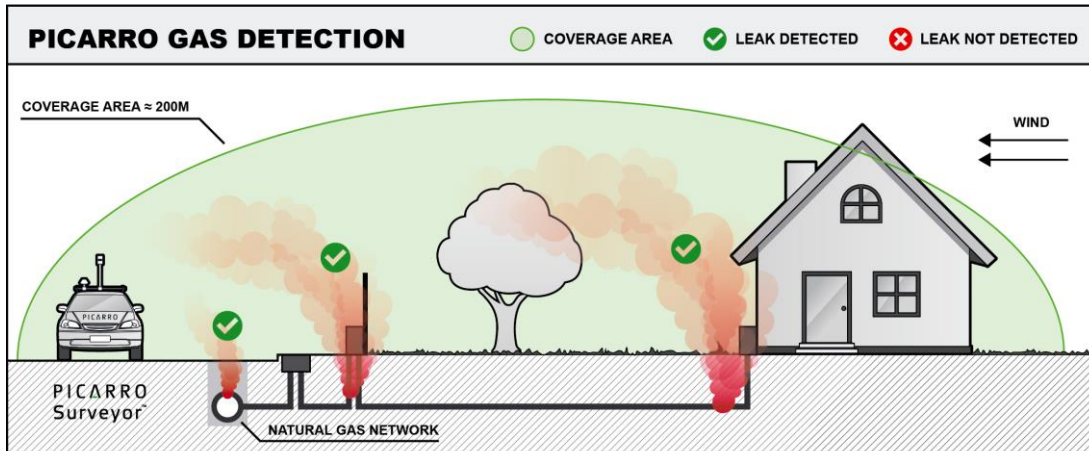 PICARRO GAS DETECTION
COVERAGE AREA
LEAK DETECTED
LEAK NOT DETECTED
COVERAGE AREA ≈ 200M
WIND
PICARRO
PICARRO
Surveyor™
NATURAL GAS NETWORK